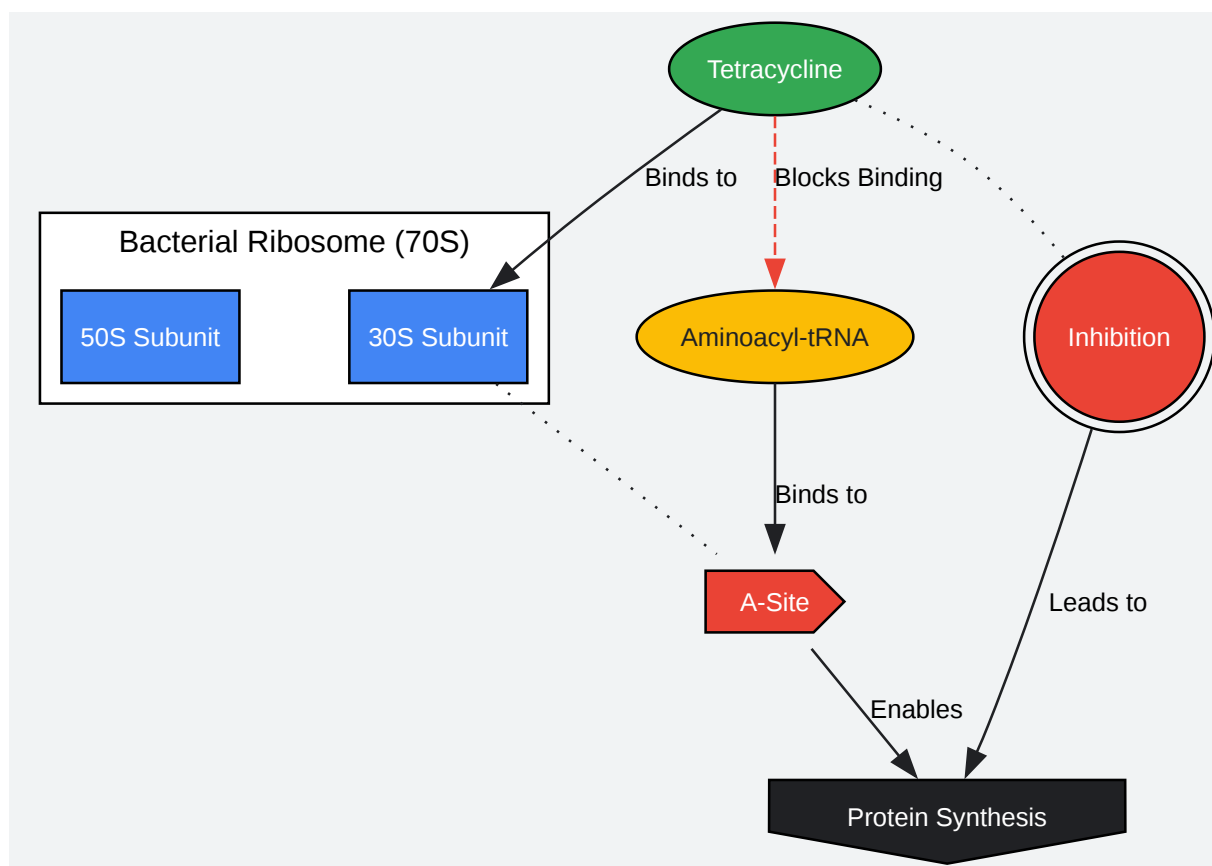 Tetracycline
Binds to
Blocks Binding
Bacterial Ribosome (70S)
50S Subunit
30S Subunit
Aminoacyl-tRNA
Inhibition
Binds to
A-Site
Leads to
Enables
Protein Synthesis